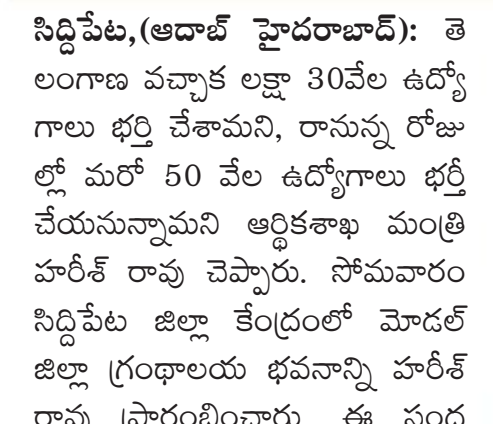 సిద్దిపేట,(ఆదాబ్ హైదరాబాద్): తె
లంగాణ వచ్చాక లక్షా 30వేల ఉద్యో
గాలు భర్తి చేశామని, రానున్న రోజు
ల్లో మరో 50 వేల ఉద్యోగాలు భర్తీ
చేయనున్నామని ఆర్థికశాఖ మంత్రి
హరీశ్ రావు చెప్పారు. సోమవారం
సిద్దిపేట జిల్లా కేంద్రంలో మోడల్
జిల్లా గ్రంథాలయ భవనాన్ని హరీశ్
రావు ప్రారంభించారు. ఈ సంద